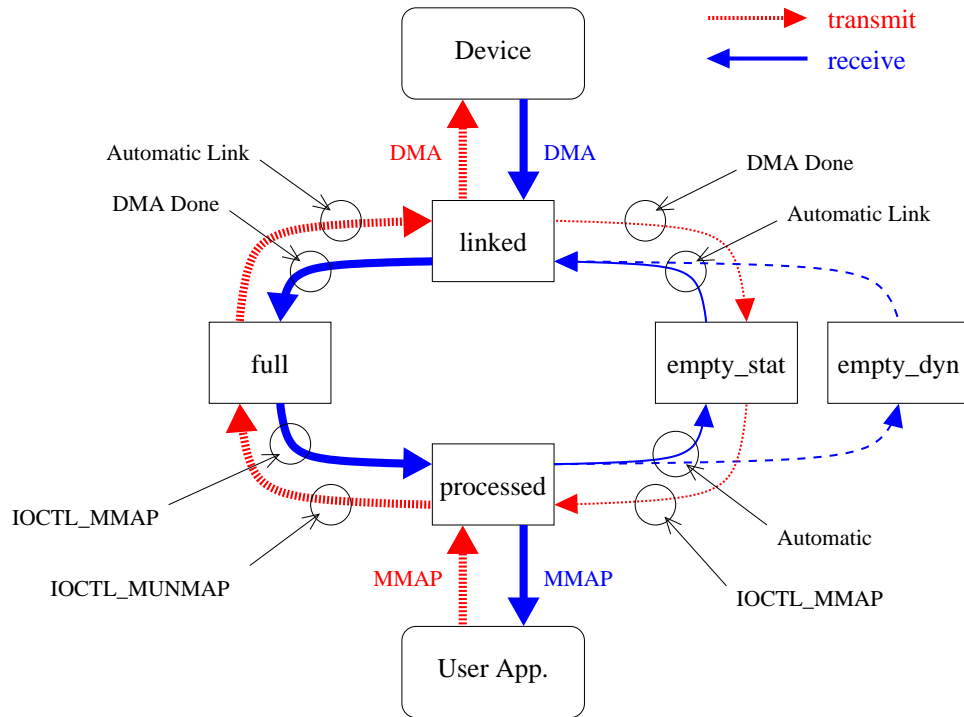 Device
transmit
receive
Automatic Link
DMA
DMA
DMA Done
DMA Done
Automatic Link
linked
full
empty_stat
empty_dyn
processed
IOCTL_MMAP
Automatic
IOCTL_MUNMAP
MMAP
MMAP
IOCTL_MMAP
User App.